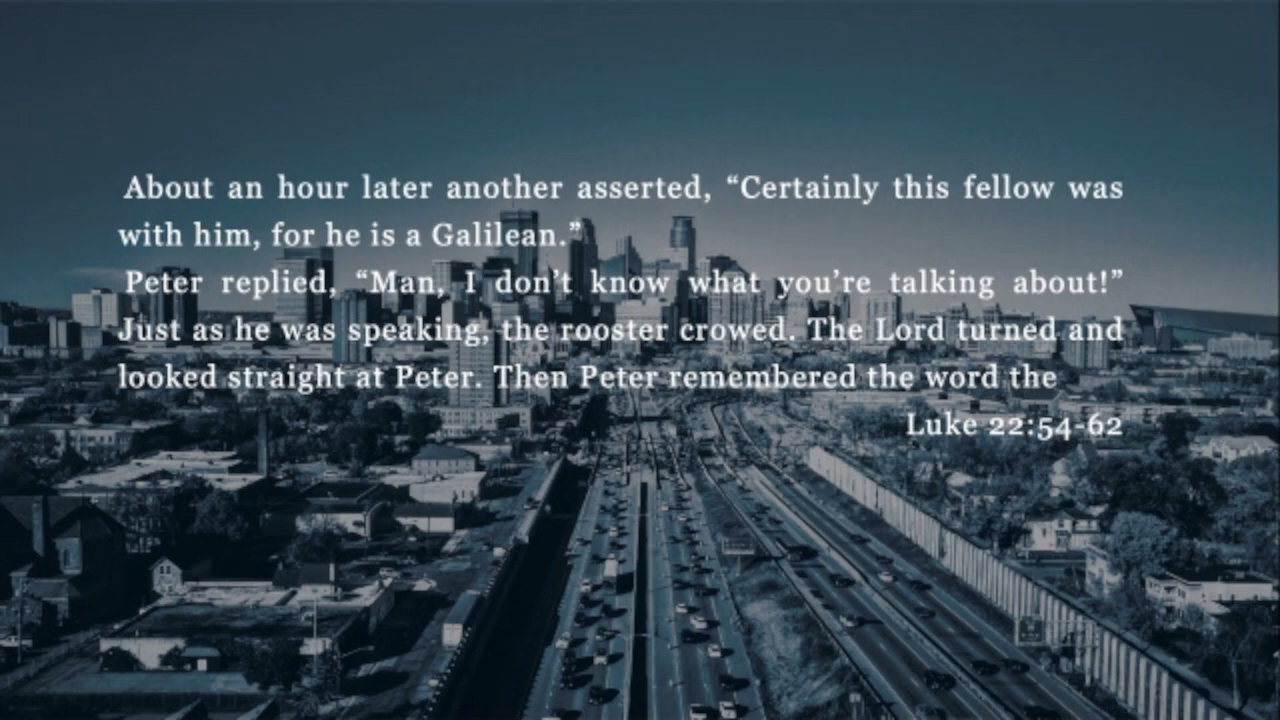 About an hour later another asserted, “Certainly this fellow was
with him, for he is a Galilean.”
Peter replied, “Man, I don’t know what you’re talking about!”
Just as he was speaking, the rooster crowed. The Lord turned and
looked straight at Peter. Then Peter remembered the word the
Luke 22:54-62